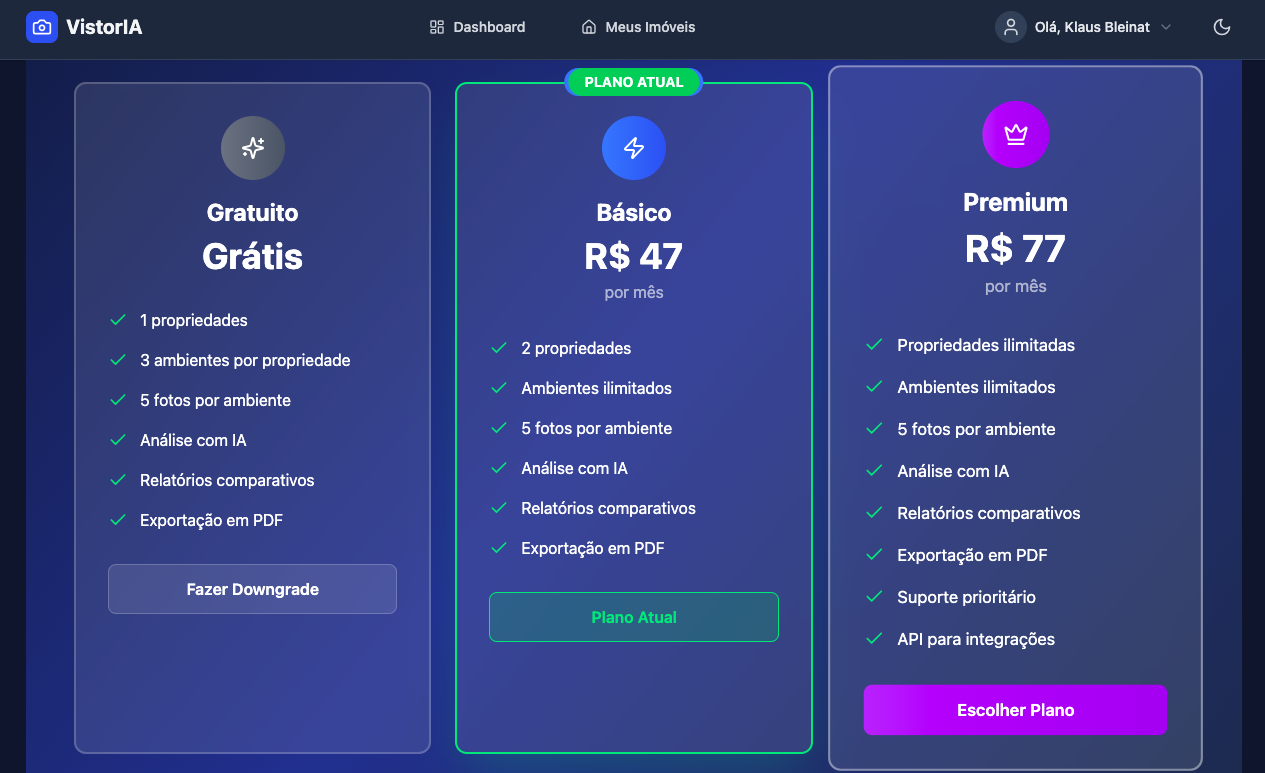 VistorIA
Dashboard
Meus Imóveis
Olá, Klaus Bleinat
Gratuito
Grátis
1 propriedades
3 ambientes por propriedade
5 fotos por ambiente
Análise com IA
Relatórios comparativos
Exportação em PDF
Fazer Downgrade
PLANO ATUAL
Básico
R$ 47
por mês
2 propriedades
Ambientes ilimitados
5 fotos por ambiente
Análise com IA
Relatórios comparativos
Exportação em PDF
Plano Atual
Premium
R$ 77
por mês
Propriedades ilimitadas
Ambientes ilimitados
5 fotos por ambiente
Análise com IA
Relatórios comparativos
Exportação em PDF
Suporte prioritário
API para integrações
Escolher Plano